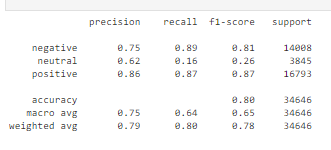 precision recall f1-score support
negative 0.75 0.89 0.81 14008
neutral 0.62 0.16 0.26 3845
positive 0.86 0.87 0.87 16793
accuracy 0.80 34646
macro avg 0.75 0.64 0.65 34646
weighted avg 0.79 0.80 0.78 34646